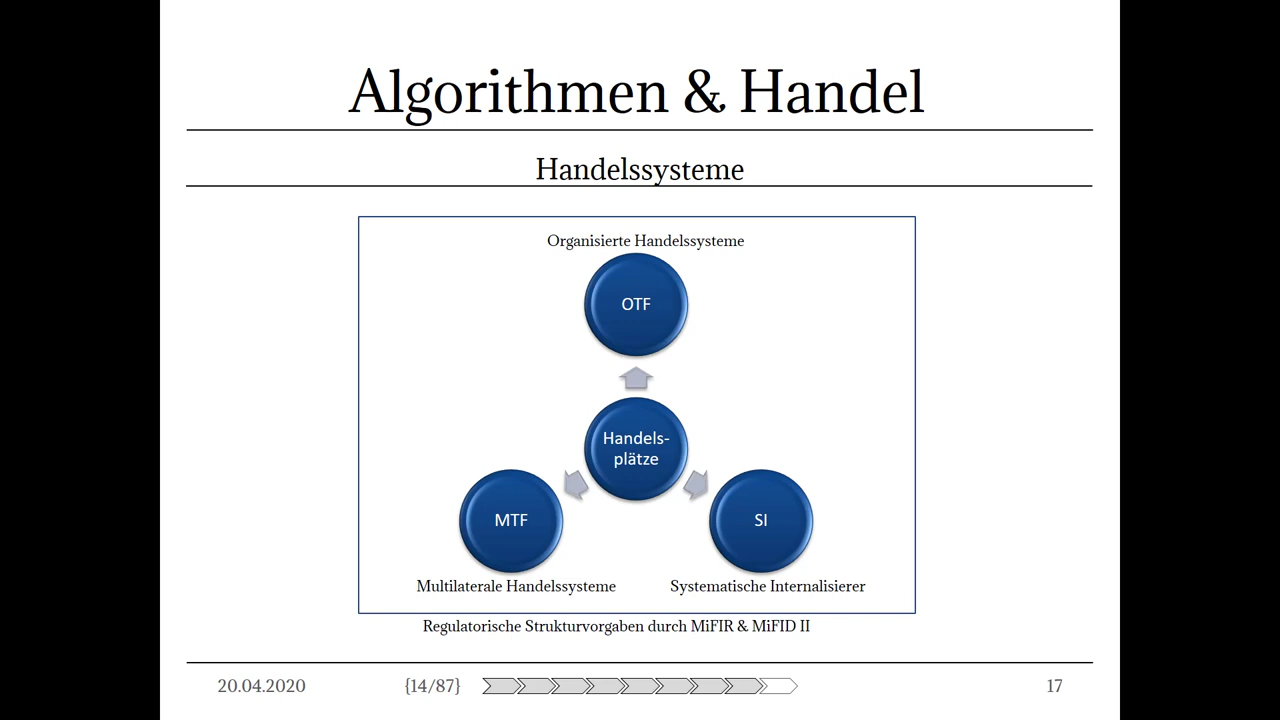 Algorithmen & Handel
Handelssysteme
Organisierte Handelssysteme
OTF
Handels-
plätze
MTF
SI
Multilaterale Handelssysteme
Systematische Internalisierer
Regulatorische Strukturvorgaben durch MiFIR & MiFID II
20.04.2020
{14/87}
17